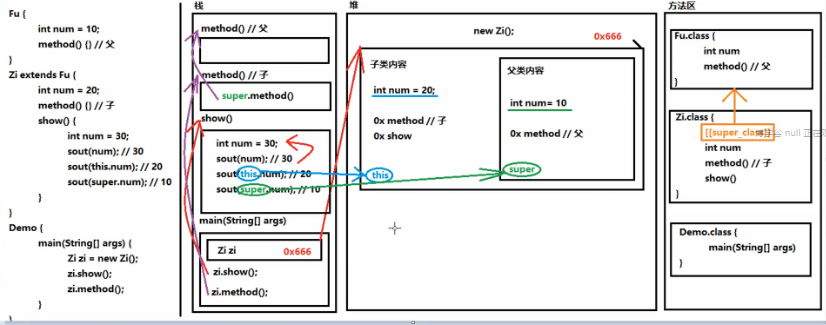 Fu {
int num = 10;
method() {} // 父
}
Zi extends Fu {
int num = 20;
method() {} // 子
show() {
int num = 30;
sout(num); // 30
sout(this.num); // 20
sout(super.num); // 10
}
}
Demo {
main(String[] args) {
Zi zi = new Zi();
zi.show();
zi.method();
}
}
栈
method() // 父
method() // 子
super.method()
show()
int num = 30;
sout(num); // 30
sout(this.num); // 20
sout(super.num); // 10
main(String[] args)
Zi zi 0x666
zi.show();
zi.method();
堆
new Zi(); 0x666
子类内容
int num = 20;
0x method // 子
0x show
this
父类内容
int num= 10
0x method // 父
super
方法区
Fu.class {
int num
method() // 父
}
Zi.class {
[[super_class]]
null 正在
int num
method() // 子
show()
}
Demo.class {
main(String[] args)
}